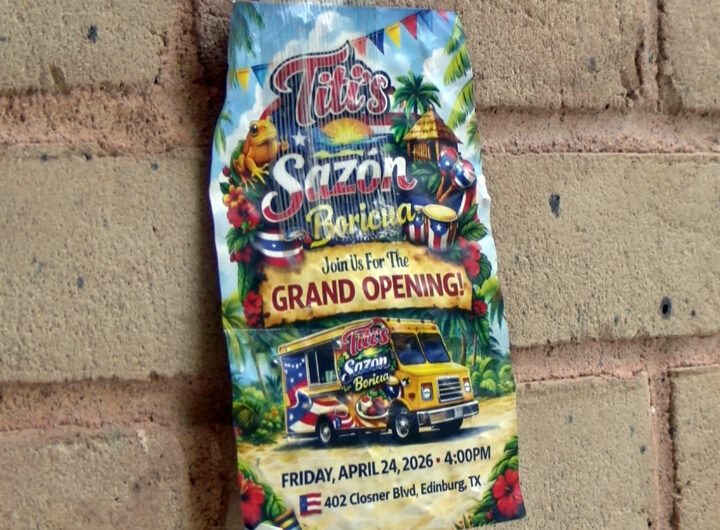 Titi's
Sazón
Boricua
Join Us For The
GRAND OPENING!
Titi's
Sazón
Boricua
FRIDAY, APRIL 24, 2026 • 4:00PM
402 Closner Blvd, Edinburg, TX